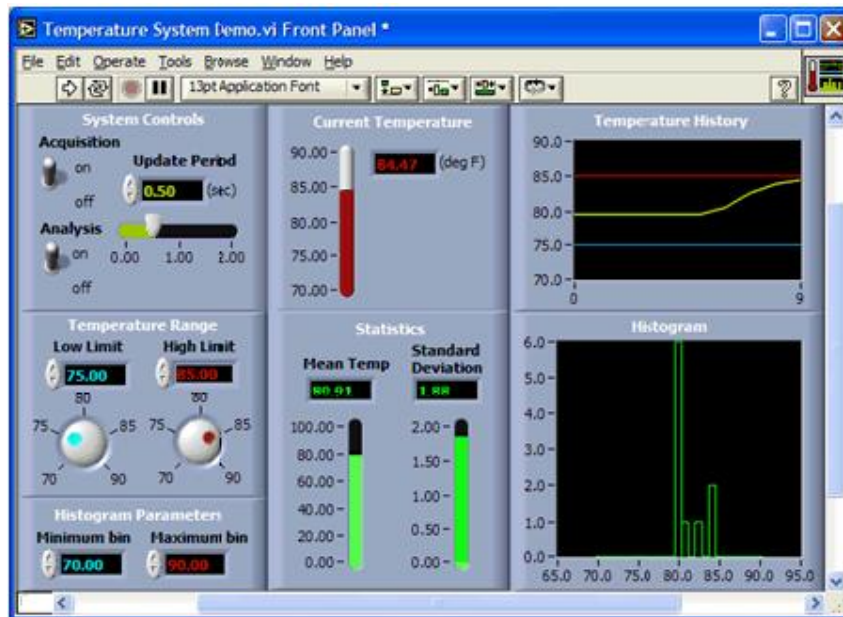 Temperature System Demo.vi Front Panel *
File Edit Operate Tools Browse Window Help
13pt Application Font
?
System Controls
Acquisition
on
off
Update Period
0.50 (sec)
Analysis
on
off
0.00 1.00 2.00
Current Temperature
90.00
85.00
80.00
75.00
70.00
84.47 (deg F)
Temperature History
90.0
85.0
80.0
75.0
70.0
0 9
Temperature Range
Low Limit High Limit
75.00 85.00
80 80
75 85 75 85
70 90 70 90
Statistics
Mean Temp
Standard
Deviation
80.91 1.88
100.00 2.00
80.00 1.50
60.00 1.00
40.00 0.50
20.00 0.00
0.00
Histogram
6.0
5.0
4.0
3.0
2.0
1.0
0.0
65.0 70.0 75.0 80.0 85.0 90.0 95.0
Histogram Parameters
Minimum bin Maximum bin
70.00 90.00